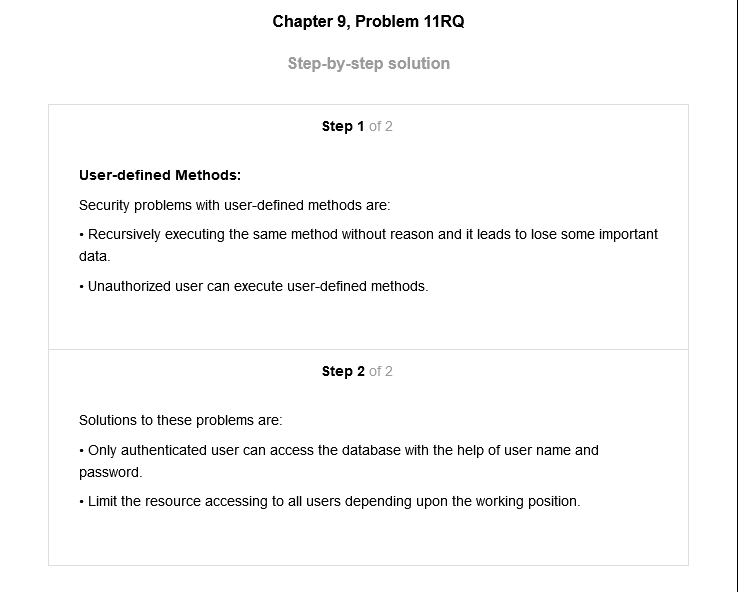 Chapter 9, Problem 11RQ
Step-by-step solution
Step 1 of 2
User-defined Methods:
Security problems with user-defined methods are:
• Recursively executing the same method without reason and it leads to lose some important
data.
• Unauthorized user can execute user-defined methods.
Step 2 of 2
Solutions to these problems are:
• Only authenticated user can access the database with the help of user name and
password.
• Limit the resource accessing to all users depending upon the working position.